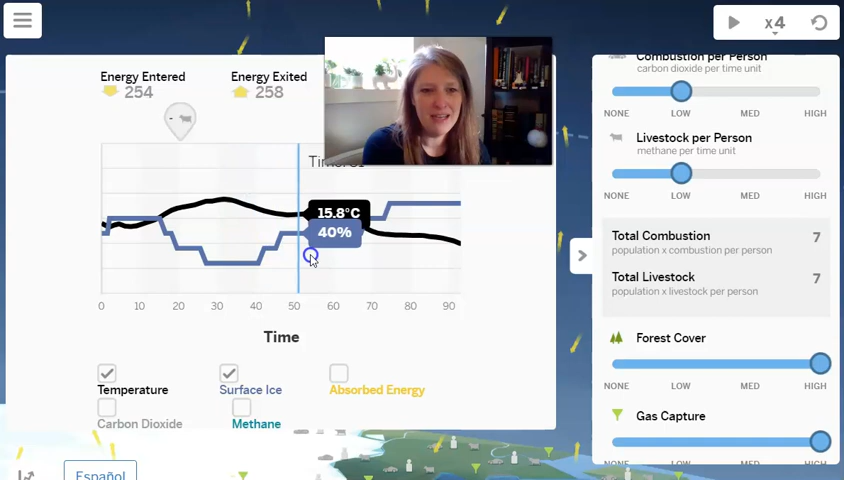 x4
Energy Entered
254
Energy Exited
258
15.8°C
40%
0 10 20 30 40 50 60 70 80 90
Time
Temperature
Surface Ice
Absorbed Energy
Carbon Dioxide
Methane
Español
Combustion per Person
carbon dioxide per time unit
NONE LOW MED HIGH
Livestock per Person
methane per time unit
NONE LOW MED HIGH
Total Combustion 7
population x combustion per person
Total Livestock 7
population x livestock per person
Forest Cover
NONE LOW MED HIGH
Gas Capture
NONE LOW MED HIGH